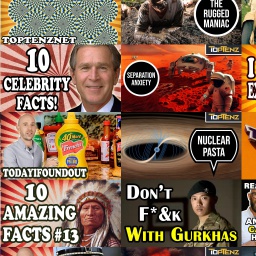 TOPTENZNET
10
CELEBRITY
FACTS!
TODAYIFOUNDOUT
10
AMAZING
FACTS #13
THE
RUGGED
MANIAC
TOPTENZ
SEPARATION
ANXIETY
TOPTENZ
NUCLEAR
PASTA
DON'T
F*&K
WITH GURKHAS